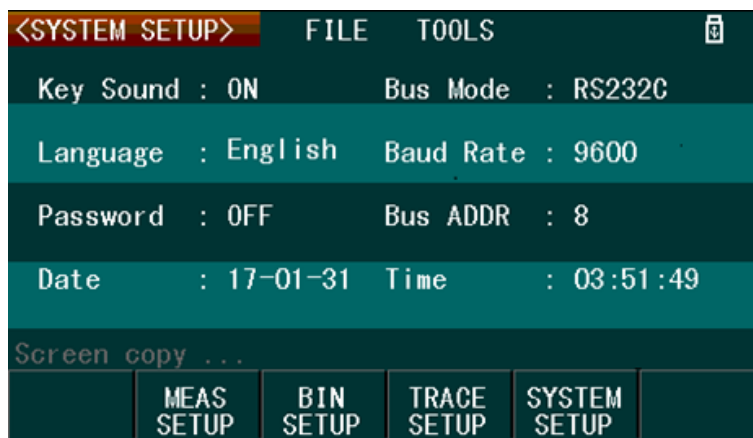 <SYSTEM SETUP> FILE TOOLS
Key Sound : ON Bus Mode : RS232C
Language : English Baud Rate : 9600
Password : OFF Bus ADDR : 8
Date : 17-01-31 Time : 03:51:49
Screen copy ...
MEAS SETUP BIN SETUP TRACE SETUP SYSTEM SETUP